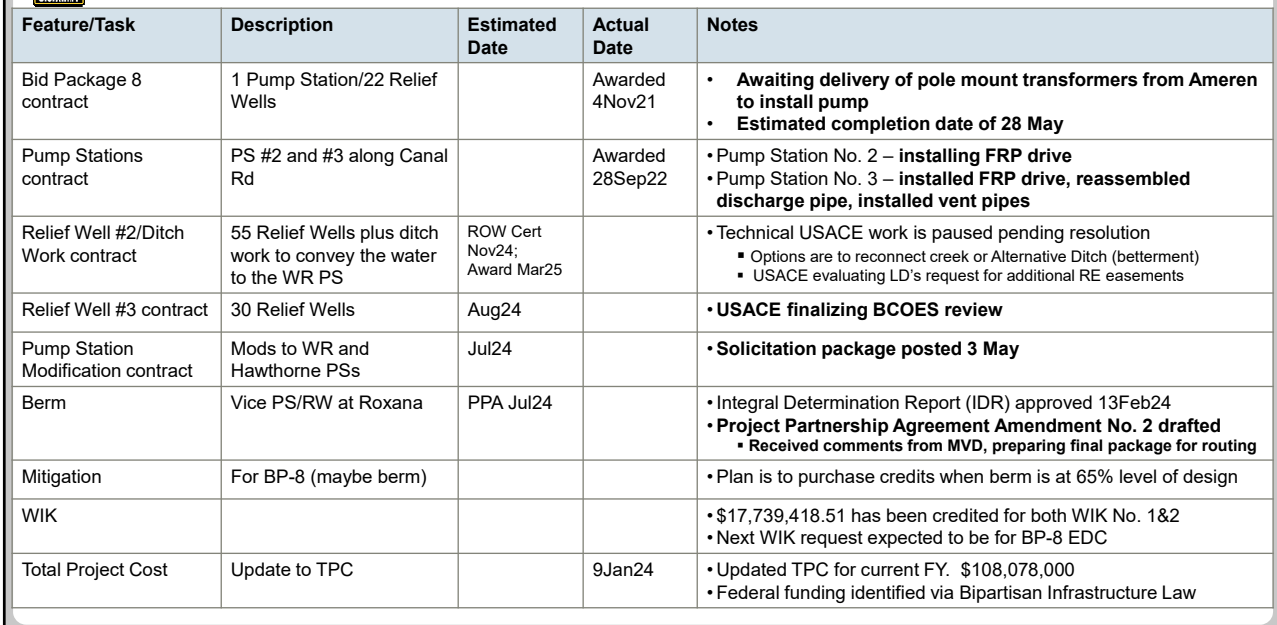 Feature/Task Description Estimated Date Actual Date Notes
Bid Package 8 contract
1 Pump Station/22 Relief Wells
Awarded 4Nov21
• Awaiting delivery of pole mount transformers from Ameren
to install pump
• Estimated completion date of 28 May
Pump Stations contract
PS #2 and #3 along Canal Rd
Awarded 28Sep22
• Pump Station No. 2 – installing FRP drive
• Pump Station No. 3 – installed FRP drive, reassembled
discharge pipe, installed vent pipes
Relief Well #2/Ditch
Work contract
55 Relief Wells plus ditch
work to convey the water
to the WR PS
ROW Cert
Nov24;
Award Mar25
• Technical USACE work is paused pending resolution
▪ Options are to reconnect creek or Alternative Ditch (betterment)
▪ USACE evaluating LD's request for additional RE easements
Relief Well #3 contract
30 Relief Wells
Aug24
• USACE finalizing BCOES review
Pump Station
Modification contract
Mods to WR and
Hawthorne PSs
Jul24
• Solicitation package posted 3 May
Berm
Vice PS/RW at Roxana
PPA Jul24
• Integral Determination Report (IDR) approved 13Feb24
• Project Partnership Agreement Amendment No. 2 drafted
▪ Received comments from MVD, preparing final package for routing
Mitigation
For BP-8 (maybe berm)
• Plan is to purchase credits when berm is at 65% level of design
WIK
• $17,739,418.51 has been credited for both WIK No. 1&2
• Next WIK request expected to be for BP-8 EDC
Total Project Cost
Update to TPC
9Jan24
• Updated TPC for current FY. $108,078,000
• Federal funding identified via Bipartisan Infrastructure Law